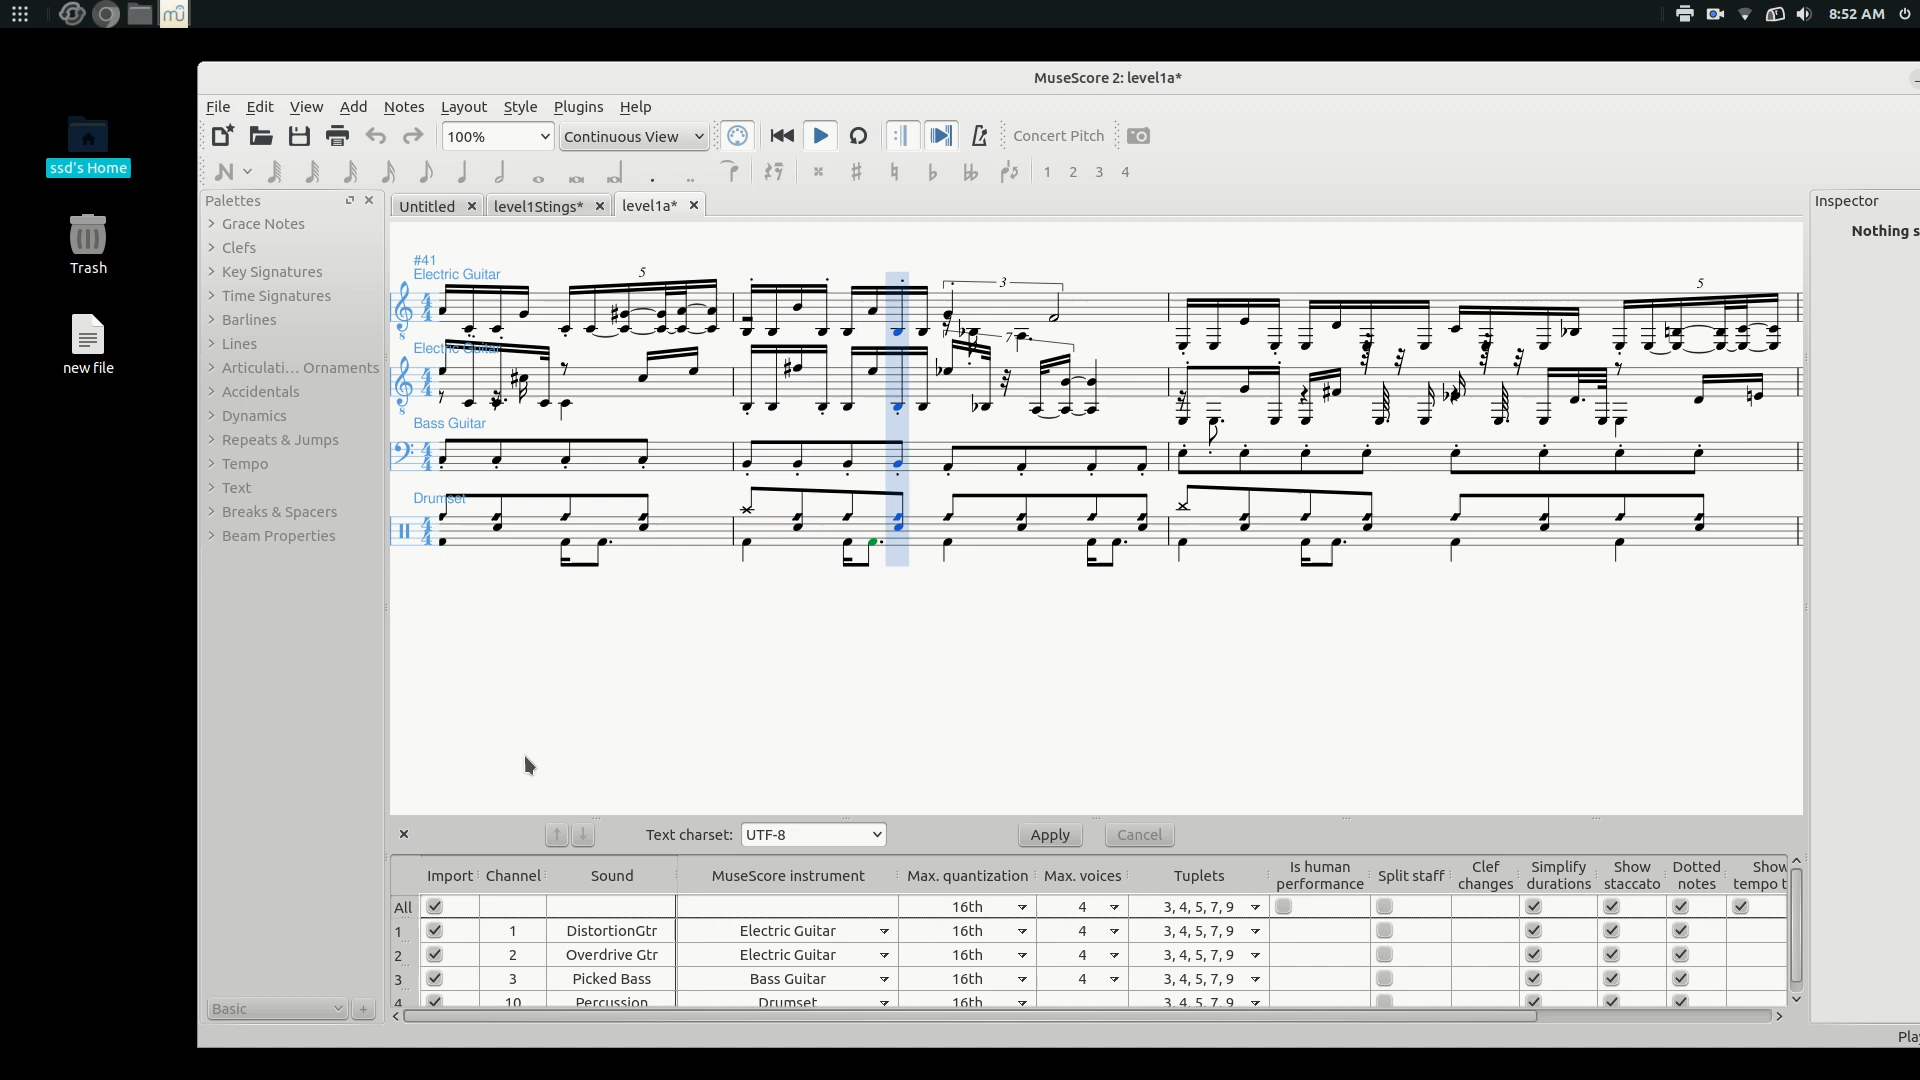 8:52 AM
ssd's Home
Trash
new file
MuseScore 2: level1a*
File Edit View Add Notes Layout Style Plugins Help
100% Continuous View Concert Pitch
1 2 3 4
Palettes
Grace Notes
Clefs
Key Signatures
Time Signatures
Barlines
Lines
Articulati… Ornaments
Accidentals
Dynamics
Repeats & Jumps
Tempo
Text
Breaks & Spacers
Beam Properties
Basic +
Untitled level1Stings* level1a*
#41
Electric Guitar
5 3 5
Electric Guitar
7
Bass Guitar
Drumset
Inspector
Nothing s
Text charset: UTF-8 Apply Cancel
Import Channel Sound MuseScore instrument Max. quantization Max. voices Tuplets Is human performance Split staff Clef changes Simplify durations Show staccato Dotted notes Show tempo t
All 16th 4 3, 4, 5, 7, 9
1 1 DistortionGtr Electric Guitar 16th 4 3, 4, 5, 7, 9
2 2 Overdrive Gtr Electric Guitar 16th 4 3, 4, 5, 7, 9
3 3 Picked Bass Bass Guitar 16th 4 3, 4, 5, 7, 9
4 10 Percussion Drumset 16th 3, 4, 5, 7, 9
Play